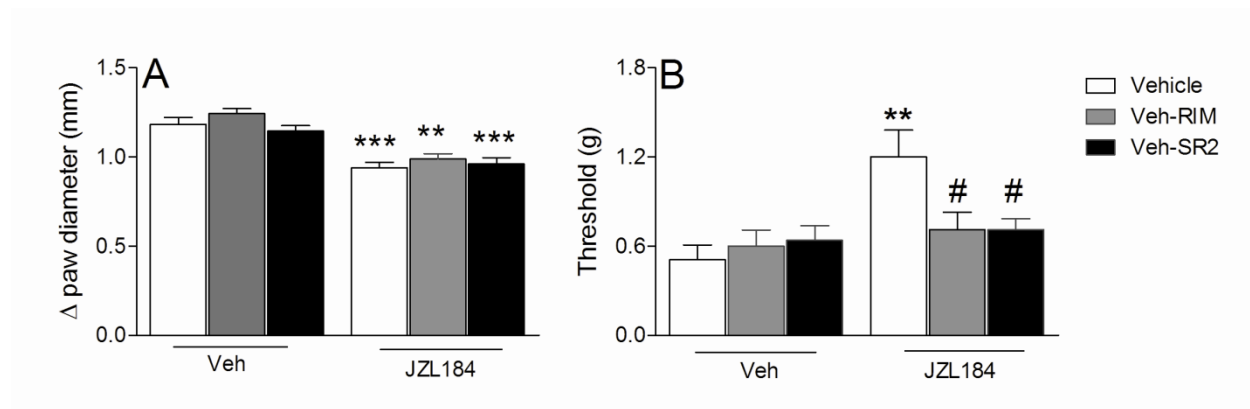 A
Δ paw diameter (mm)
1.5
1.0
0.5
0.0
***
**
***
Veh
JZL184
B
Threshold (g)
1.8
1.2
0.6
0.0
**
#
#
Veh
JZL184
Vehicle
Veh-RIM
Veh-SR2